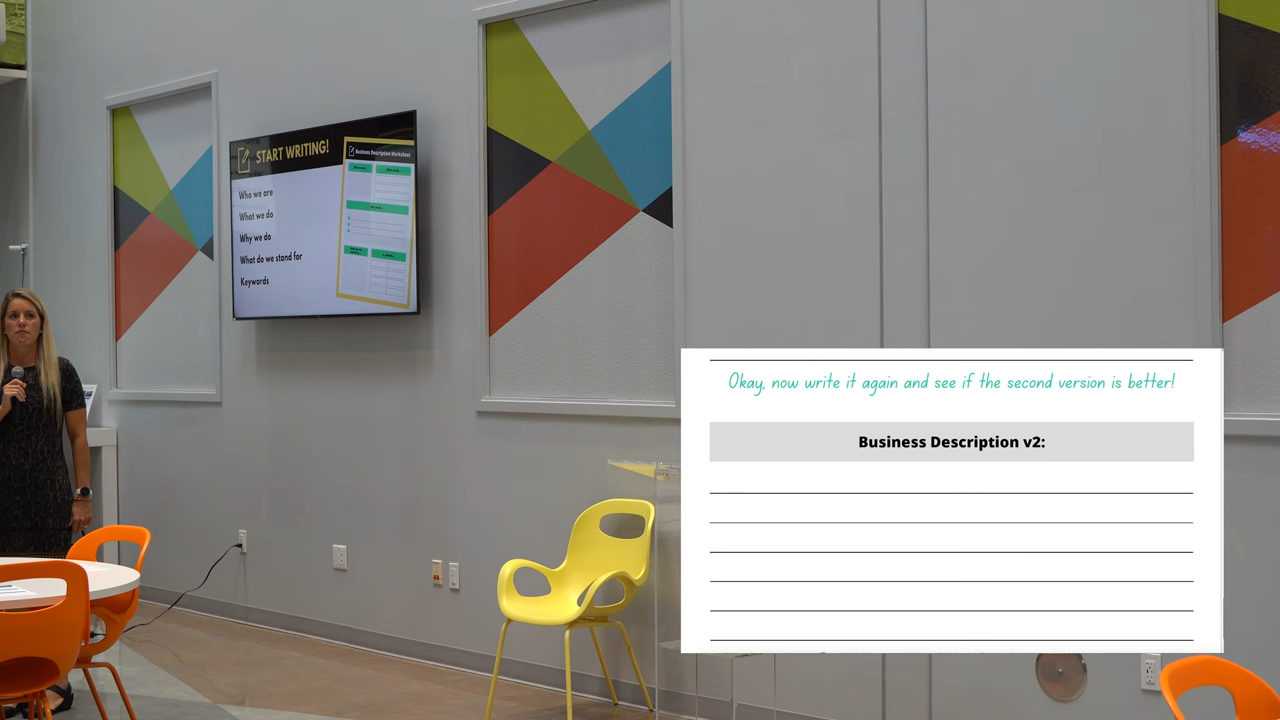 START WRITING!
Business Description Worksheet
Who we are
What we do
Why we do
What do we stand for
Keywords
Okay, now write it again and see if the second version is better!
Business Description v2: